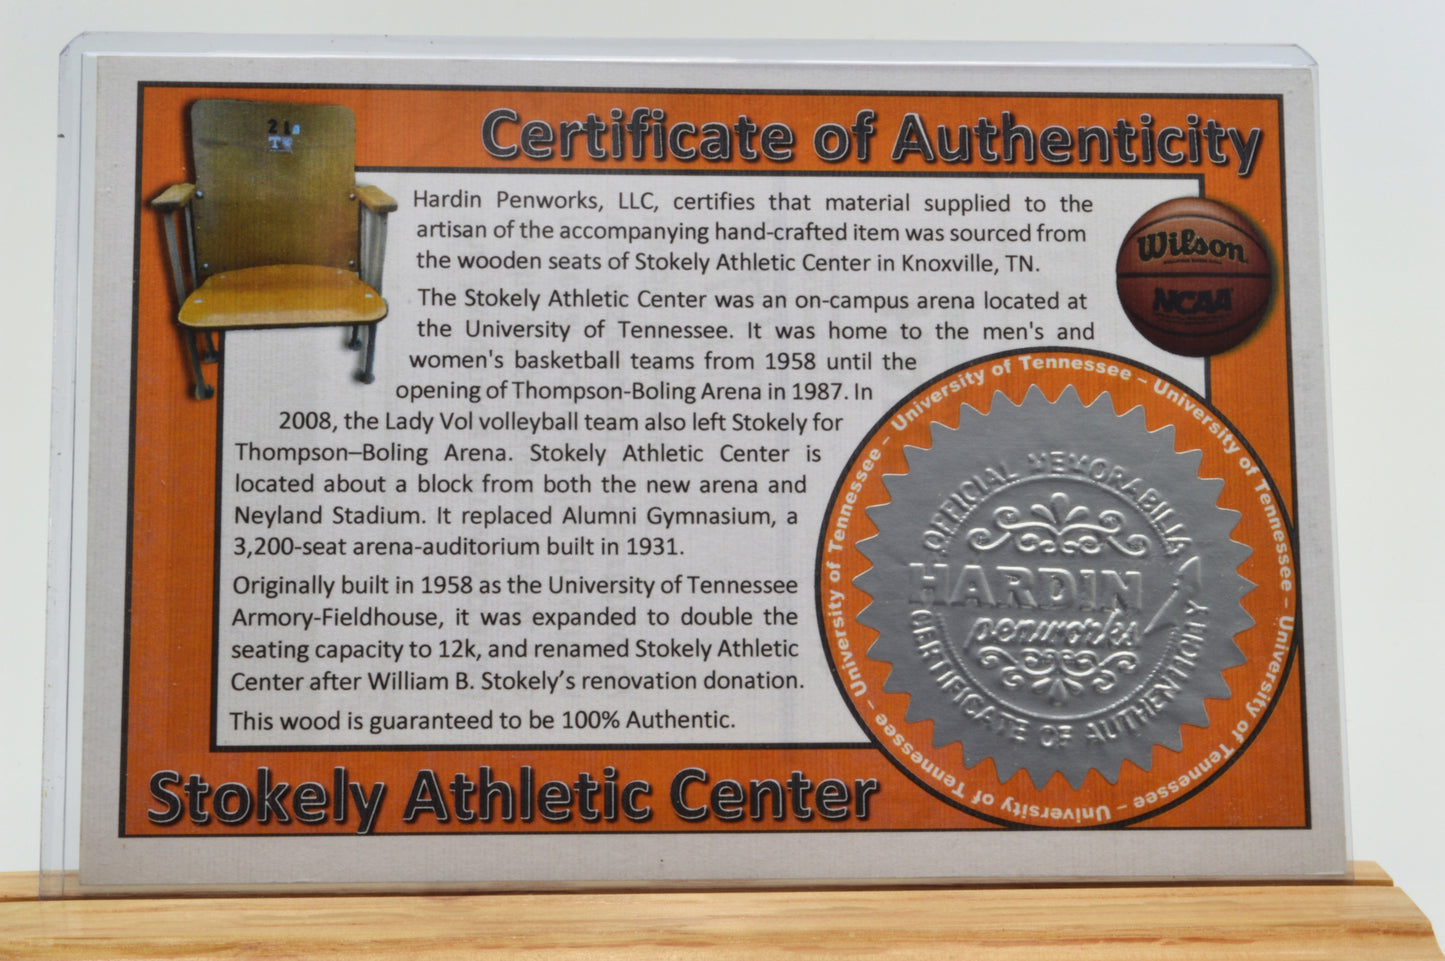 Certificate of Authenticity
21
Hardin Penworks, LLC, certifies that material supplied to the
artisan of the accompanying hand-crafted item was sourced from
the wooden seats of Stokely Athletic Center in Knoxville, TN.
The Stokely Athletic Center was an on-campus arena located at
the University of Tennessee. It was home to the men's and
women's basketball teams from 1958 until the
opening of Thompson-Boling Arena in 1987. In
2008, the Lady Vol volleyball team also left Stokely for
Thompson–Boling Arena. Stokely Athletic Center is
located about a block from both the new arena and
Neyland Stadium. It replaced Alumni Gymnasium, a
3,200-seat arena-auditorium built in 1931.
Originally built in 1958 as the University of Tennessee
Armory-Fieldhouse, it was expanded to double the
seating capacity to 12k, and renamed Stokely Athletic
Center after William B. Stokely’s renovation donation.
This wood is guaranteed to be 100% Authentic.
Wilson
NCAA
University of Tennessee – University of Tennessee – University of Tennessee – University of Tennessee – University of Tennessee – University of Tennessee –
OFFICIAL MEMORABILIA
HARDIN
penworks
CERTIFICATE OF AUTHENTICITY
Stokely Athletic Center